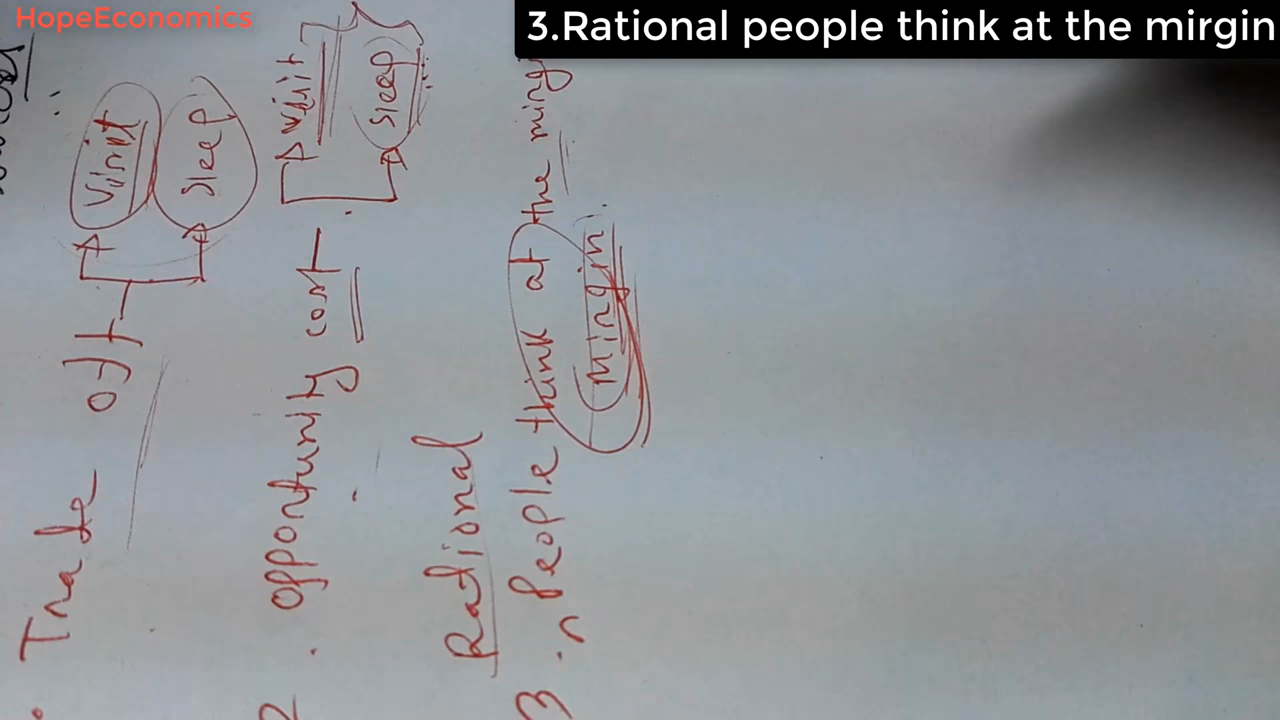 HopeEconomics
3.Rational people think at the mirgin
Trade off
Visit
sleep
2. opportunity cost
visit
sleep
Rational
3. People think at the mirg
mirgin